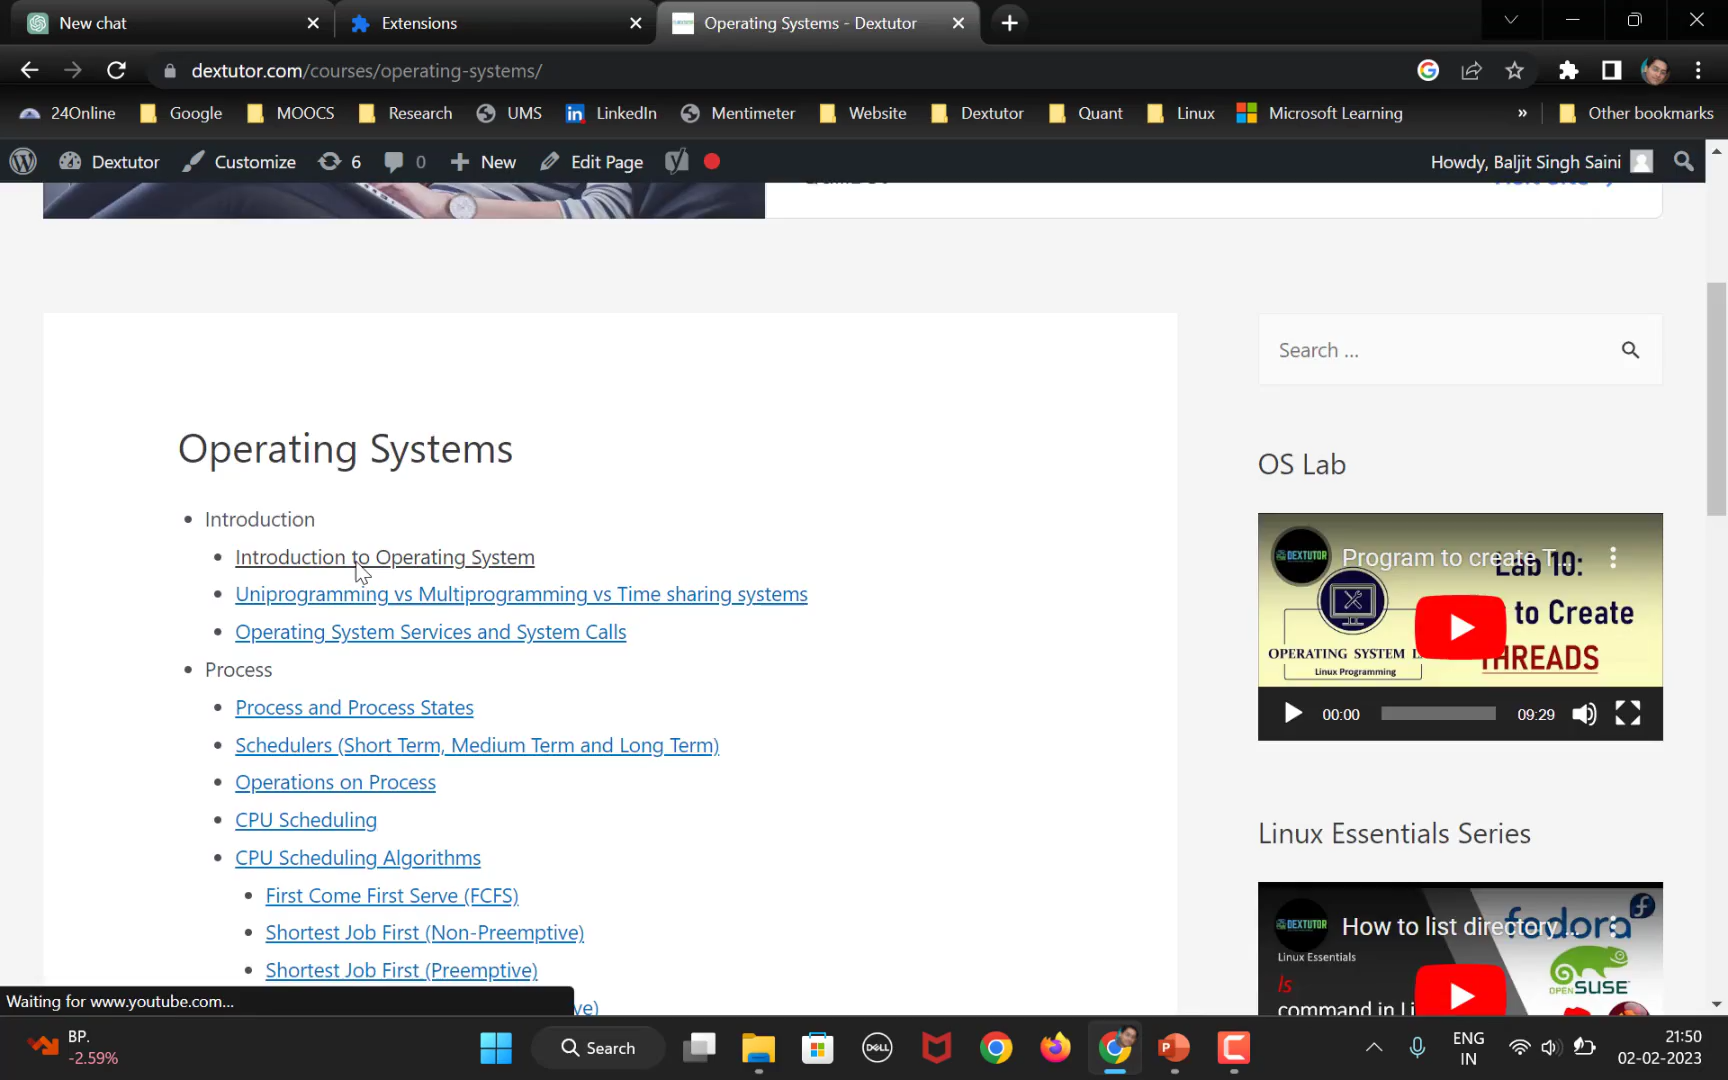 New chat
Extensions
Operating Systems - Dextutor
dextutor.com/courses/operating-systems/
24Online
Google
MOOCS
Research
UMS
LinkedIn
Mentimeter
Website
Dextutor
Quant
Linux
Microsoft Learning
»
Other bookmarks
Dextutor
Customize
6
0
New
Edit Page
Howdy, Baljit Singh Saini
Operating Systems
Introduction
Introduction to Operating System
Uniprogramming vs Multiprogramming vs Time sharing systems
Operating System Services and System Calls
Process
Process and Process States
Schedulers (Short Term, Medium Term and Long Term)
Operations on Process
CPU Scheduling
CPU Scheduling Algorithms
First Come First Serve (FCFS)
Shortest Job First (Non-Preemptive)
Shortest Job First (Preemptive)
Search ...
OS Lab
DEXTUTOR
Program to create T...
Lab 10:
to Create
THREADS
OPERATING SYSTEM L
Linux Programming
00:00
09:29
Linux Essentials Series
DEXTUTOR
How to list directory ...
fedora
Linux Essentials
ls
command in Li
openSUSE
Waiting for www.youtube.com...
BP.
-2.59%
Search
DELL
ENG
IN
21:50
02-02-2023